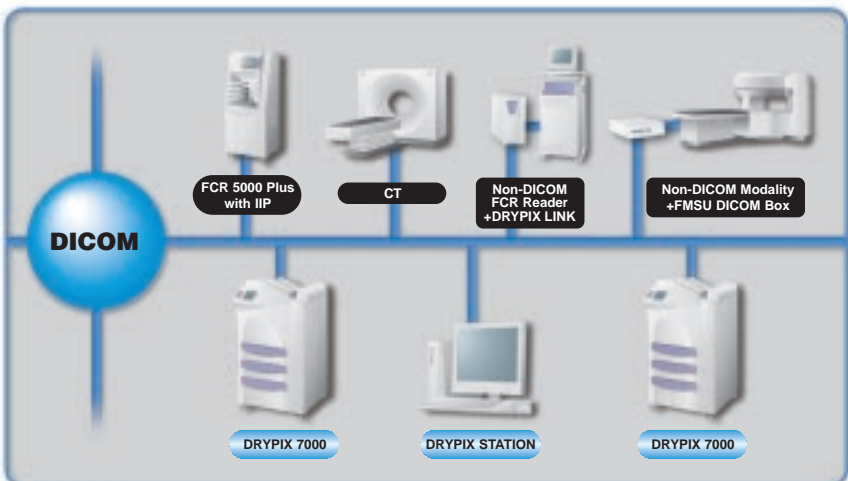 FCR 5000 Plus
with IIP
CT
Non-DICOM
FCR Reader
+DRYPIX LINK
Non-DICOM Modality
+FMSU DICOM Box
DICOM
DRYPIX 7000
DRYPIX STATION
DRYPIX 7000